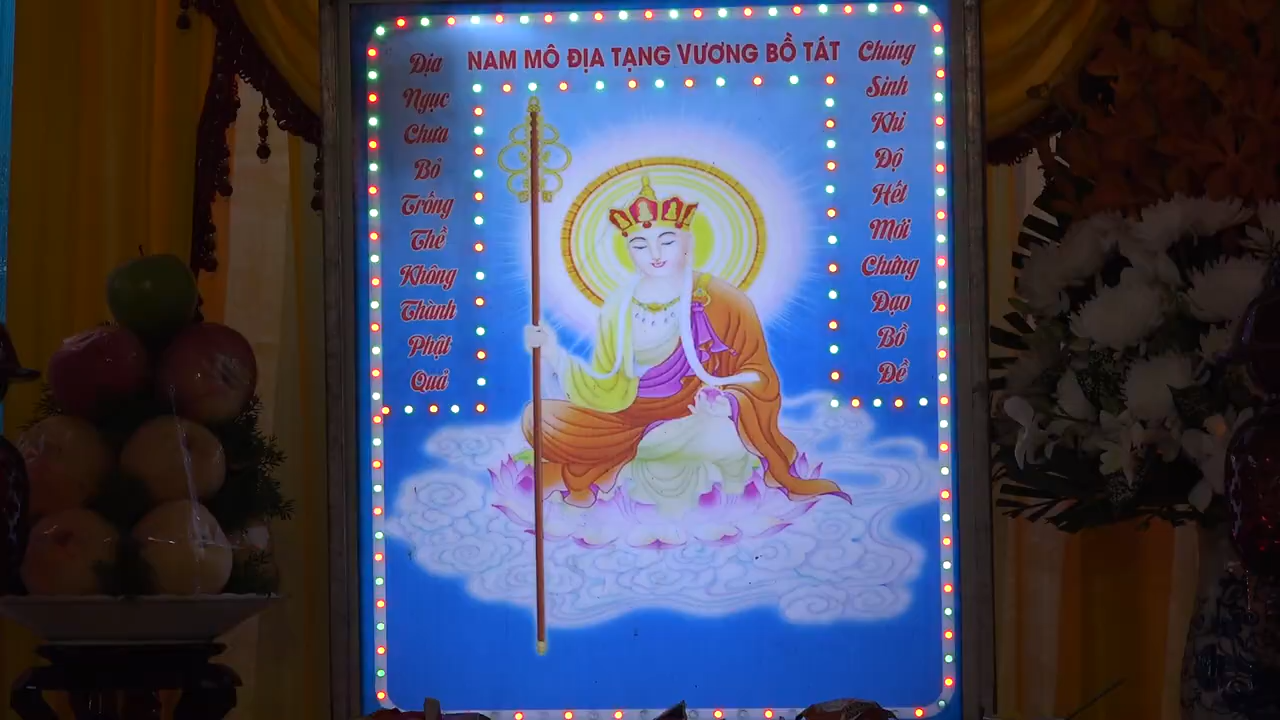 NAM MÔ ĐỊA TẠNG VƯƠNG BỒ TÁT
Địa
Ngục
Chưa
Bỏ
Trống
Thề
Không
Thành
Phật
Quả
Chúng
Sinh
Khi
Độ
Hết
Mới
Chứng
Đạo
Bồ
Đề